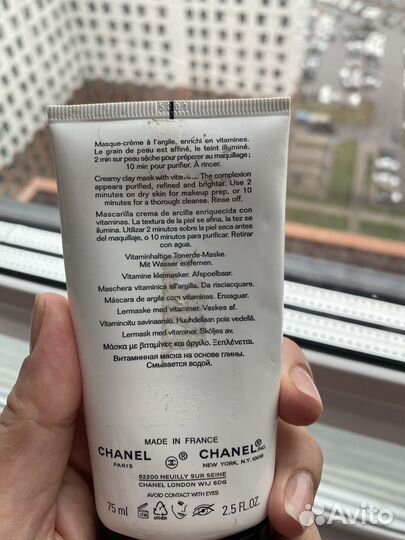 Masque-crème à l'argile, enrichi en vitamines.
Le grain de peau est affiné, le teint illuminé.
2 min sur peau sèche pour préparer au maquillage ;
10 min pour purifier. A rincer.
Creamy clay mask with vitamins. The complexion
appears purified, refined and brighter. Use 2
minutes on dry skin for makeup prep, or 10
minutes for a thorough cleanse. Rinse off.
Mascarilla crema de arcilla enriquecida con
vitaminas. La textura de la piel se afina, la tez se
ilumina. Utilizar 2 minutos sobre la piel seca antes
del maquillaje, o 10 minutos para purificar. Retirar
con agua.
Vitaminhaltige Tonerde-Maske.
Mit Wasser entfernen.
Vitamine kleimasker. Afspoelbaar.
Maschera vitaminica all'argilla. Da risciacquare.
Máscara de argila com vitaminas. Enxaguar.
Lermaske med vitaminer. Vaskes af.
Vitaminoitu savinaamio. Huuhdellaan pois vedellä.
Lermask med vitaminer. Sköljes av.
Μάσκα με βιταμίνες και άργιλο. Ξεπλένεται.
Витаминная маска на основе глины.
Смывается водой.
MADE IN FRANCE
CHANEL CHANEL® INC.
PARIS NEW YORK, N.Y. 10019
92200 NEUILLY SUR SEINE
CHANEL LONDON W1J 6DG
AVOID CONTACT WITH EYES
75 ml 2.5 FL.OZ.
Avito